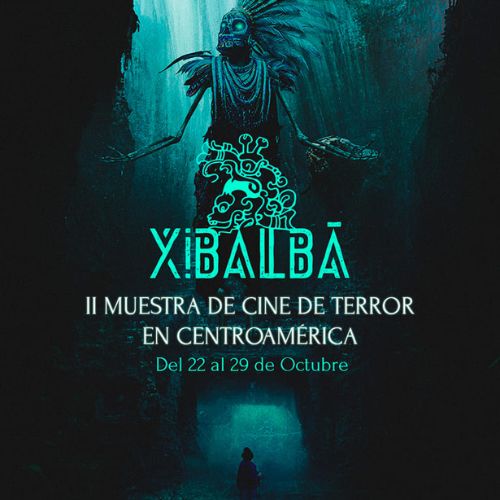 XiBALBĀ
II MUESTRA DE CINE DE TERROR
EN CENTROAMÉRICA
Del 22 al 29 de Octubre